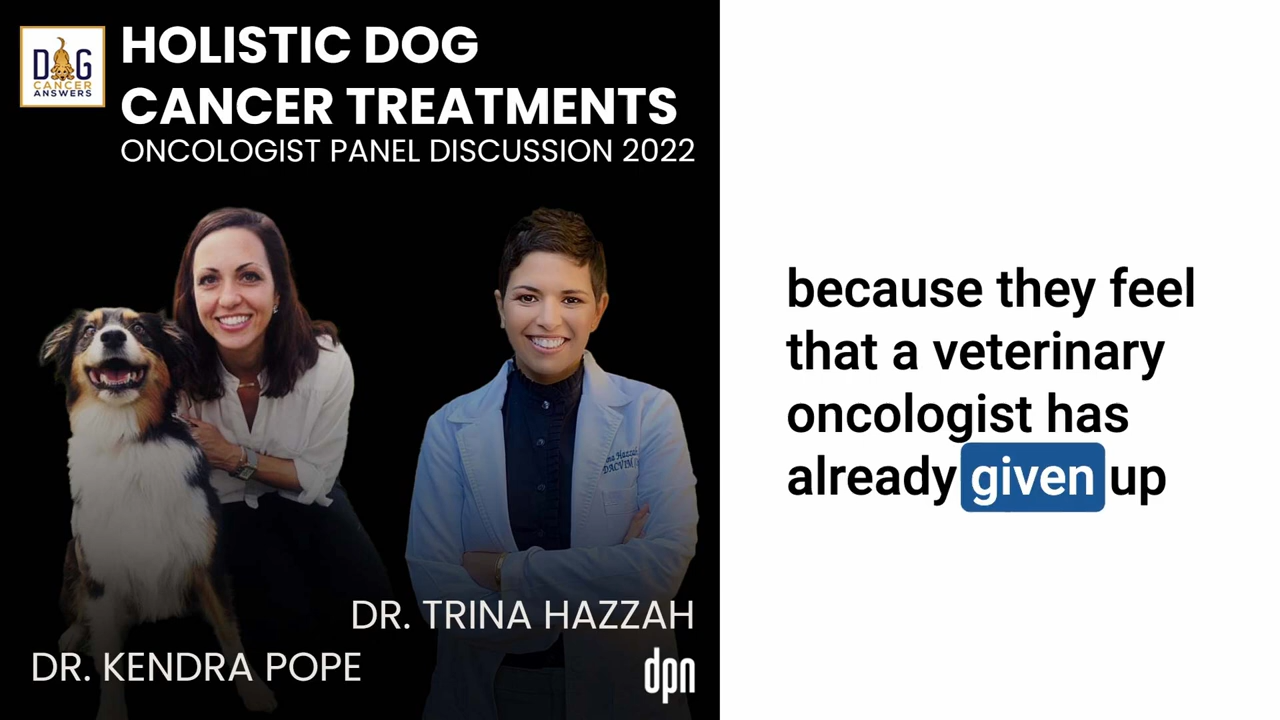 DOG
CANCER
ANSWERS
HOLISTIC DOG
CANCER TREATMENTS
ONCOLOGIST PANEL DISCUSSION 2022
DR. TRINA HAZZAH
DR. KENDRA POPE
dpn
because they feel
that a veterinary
oncologist has
already given up